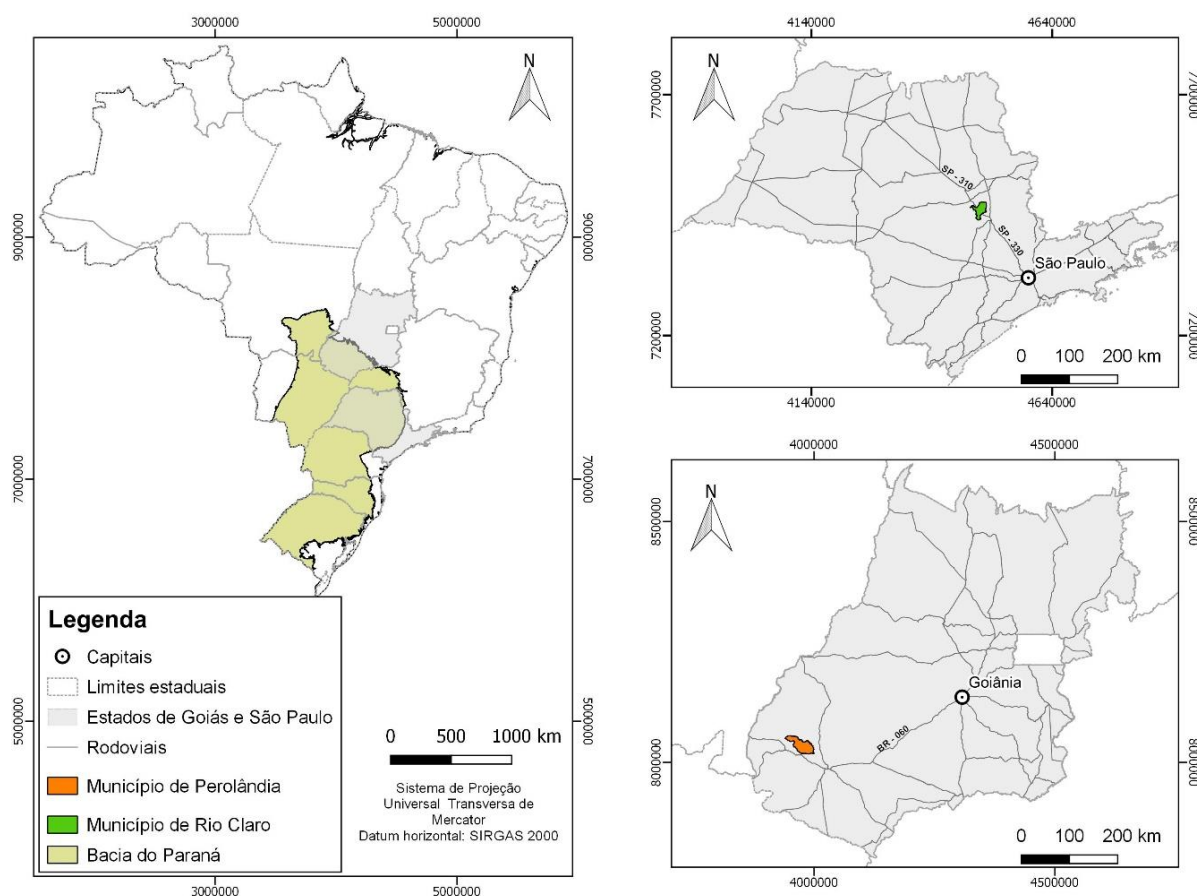 3000000
5000000
N
9000000
9000000
7000000
7000000
5000000
5000000
Legenda
Capitais
Limites estaduais
Estados de Goiás e São Paulo
Rodoviais
Município de Perolândia
Município de Rio Claro
Bacia do Paraná
0 500 1000 km
Sistema de Projeção
Universal Transversa de
Mercator
Datum horizontal: SIRGAS 2000
3000000
5000000
4140000
4640000
N
7700000
7700000
SP - 310
SP - 330
São Paulo
7200000
7200000
0 100 200 km
4140000
4640000
4000000
4500000
N
8500000
8500000
Goiânia
BR - 060
8000000
8000000
0 100 200 km
4000000
4500000